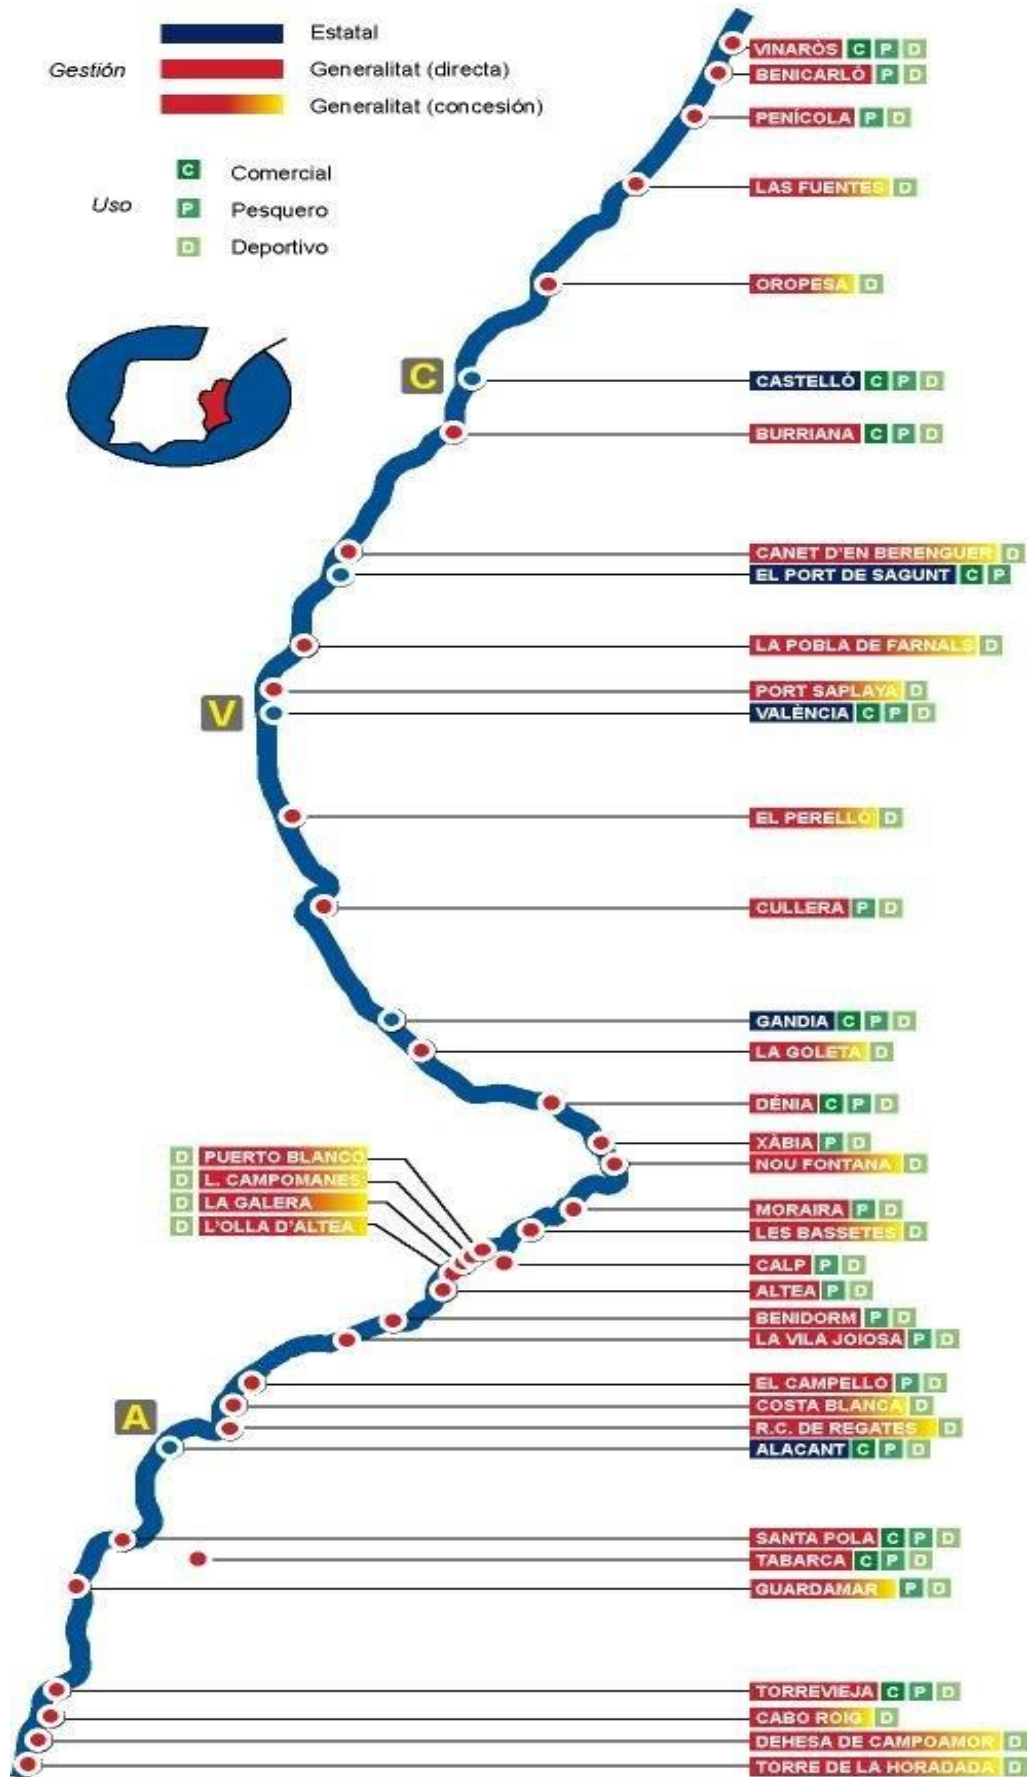 Gestión
Estatal
Generalitat (directa)
Generalitat (concesión)
Uso
C Comercial
P Pesquero
D Deportivo
VINARÒS C P D
BENICARLÓ P D
PENÍCOLA P D
LAS FUENTES D
OROPESA D
C
CASTELLÓ C P D
BURRIANA C P D
CANET D'EN BERENGUER D
EL PORT DE SAGUNT C P
LA POBLA DE FARNALS D
PORT SAPLAYA D
V
VALÈNCIA C P D
EL PERELLÓ D
CULLERA P D
GANDIA C P D
LA GOLETA D
DÉNIA C P D
XÀBIA P D
NOU FONTANA D
D PUERTO BLANCO
D L. CAMPOMANES
D LA GALERA
D L'OLLA D'ALTEA
MORAIRA P D
LES BASSETES D
CALP P D
ALTEA P D
BENIDORM P D
LA VILA JOIOSA P D
EL CAMPELLO P D
COSTA BLANCA D
A
R.C. DE REGATES D
ALACANT C P D
SANTA POLA C P D
TABARCA C P D
GUARDAMAR P D
TORREVIEJA C P D
CABO ROIG D
DEHESA DE CAMPOAMOR D
TORRE DE LA HORADADA D